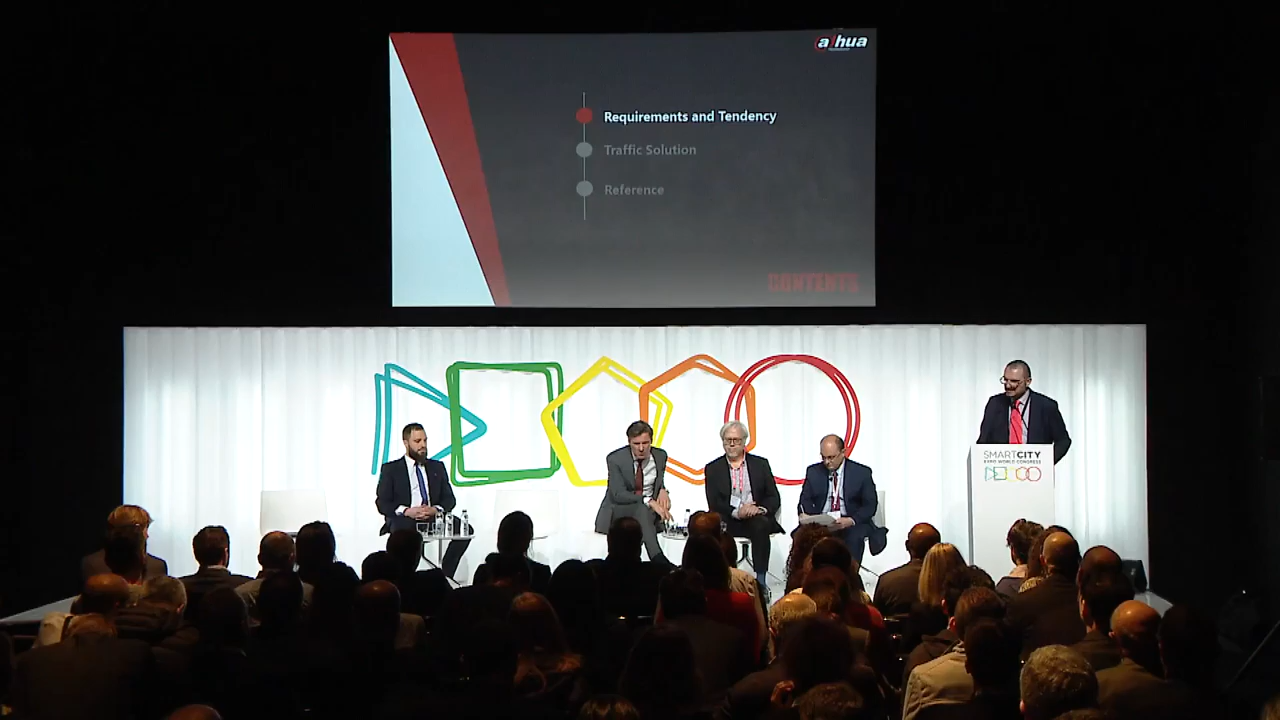 alhua
Requirements and Tendency
Traffic Solution
Reference
CONTENTS
SMARTCITY
EXPO WORLD CONGRESS